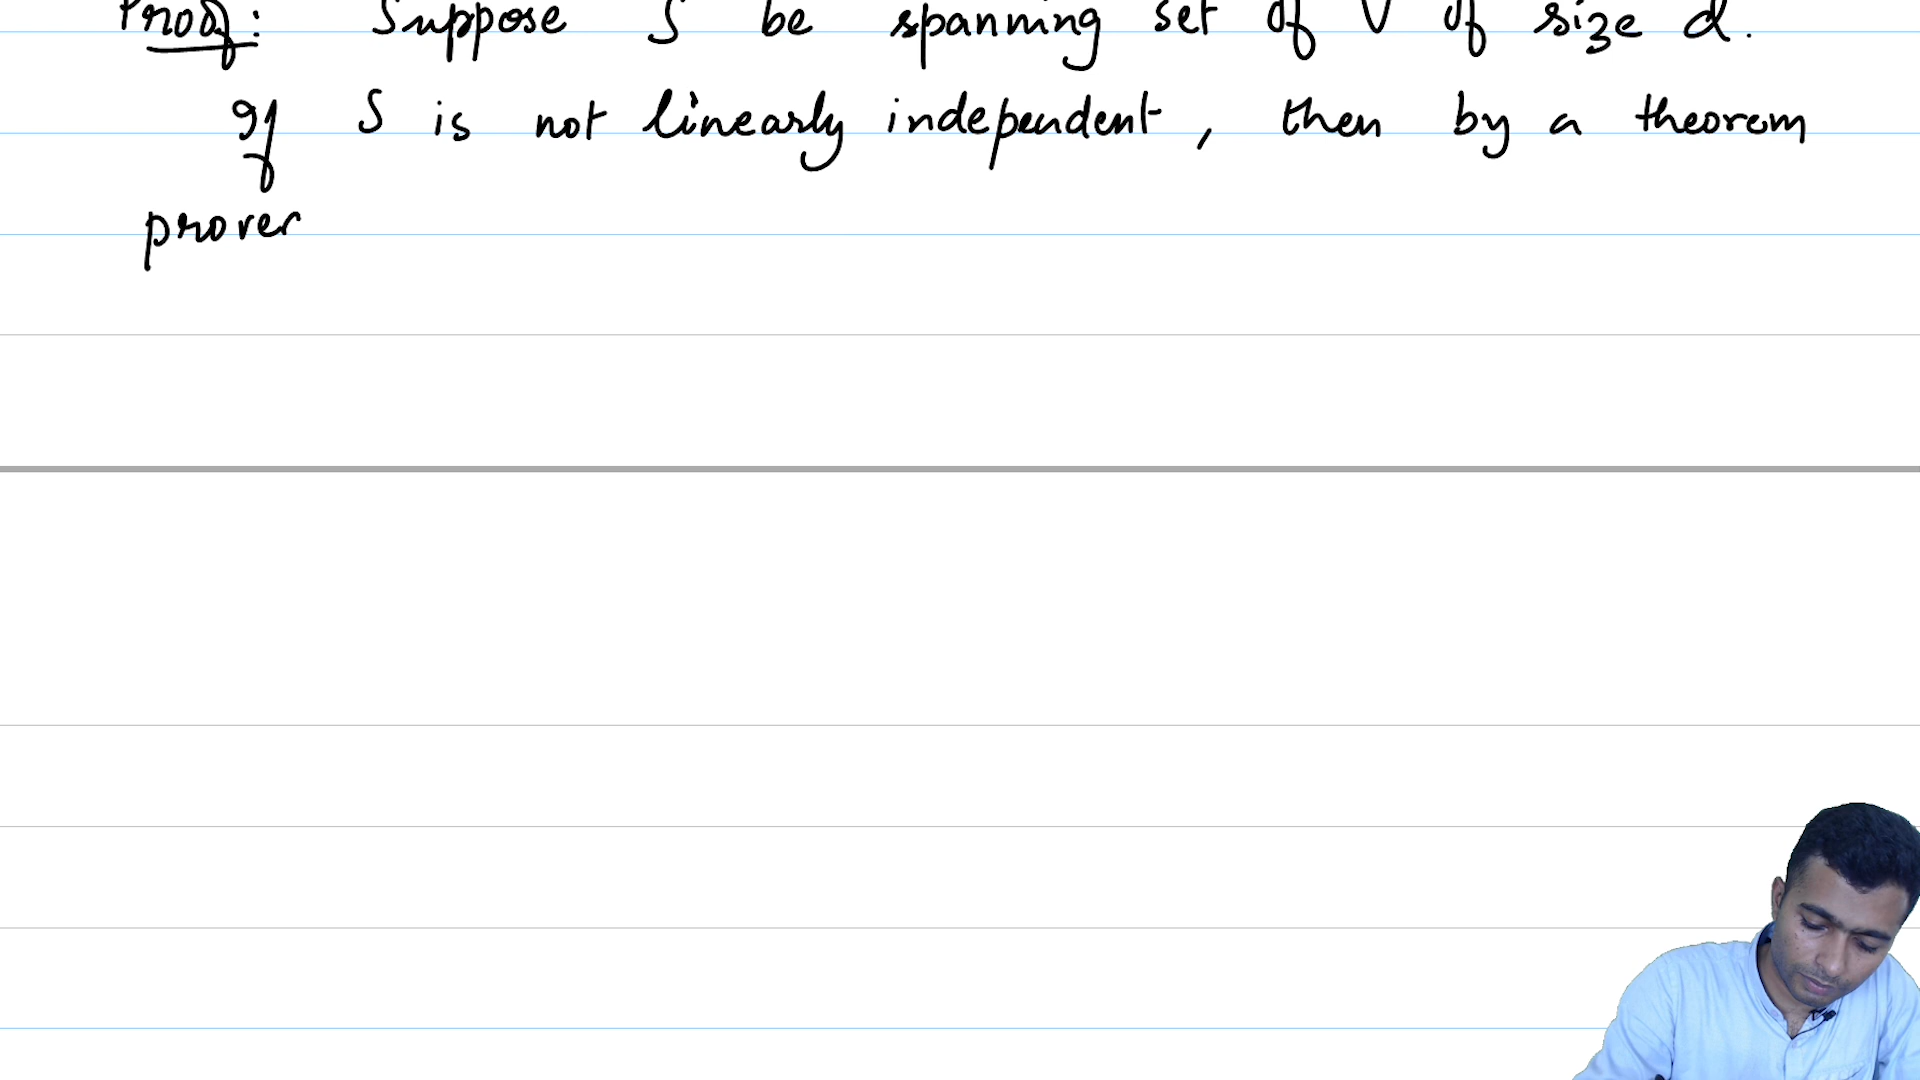 Proof: Suppose S be spanning set of V of size d.
If S is not linearly independent, then by a theorem
prover